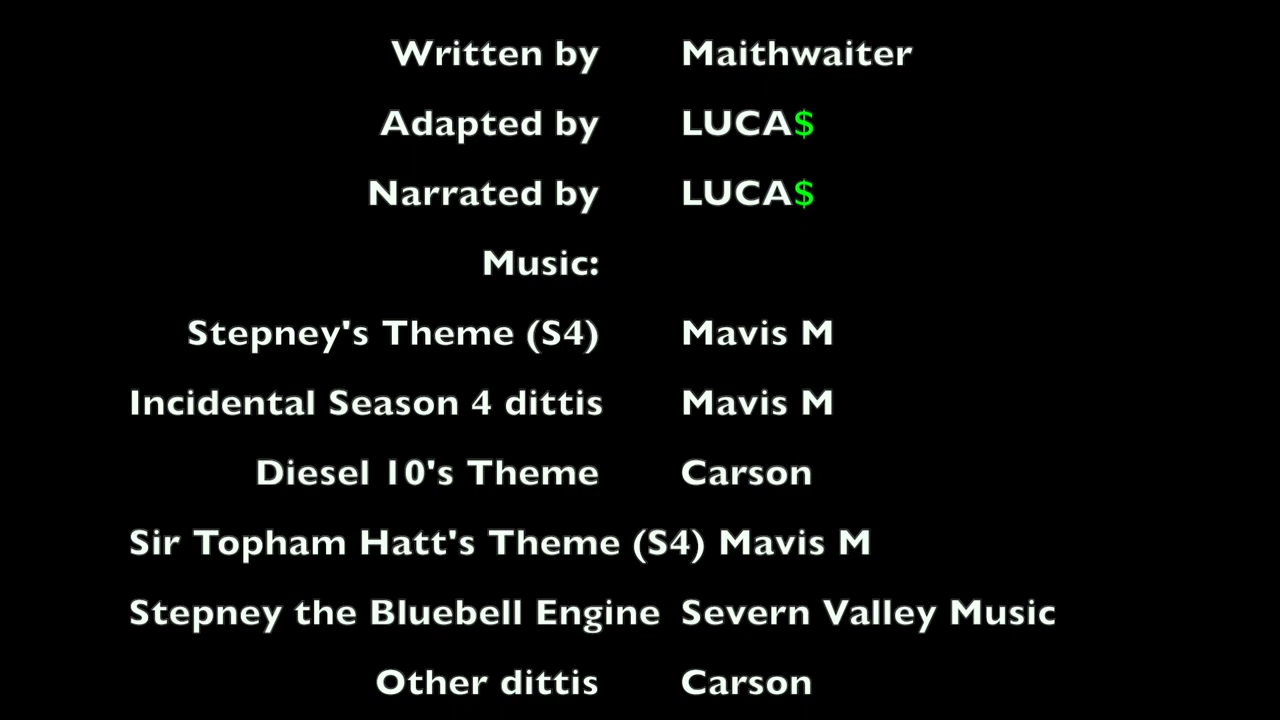 Written by Maithwaiter
Adapted by LUCA$
Narrated by LUCA$
Music:
Stepney's Theme (S4) Mavis M
Incidental Season 4 dittis Mavis M
Diesel 10's Theme Carson
Sir Topham Hatt's Theme (S4) Mavis M
Stepney the Bluebell Engine Severn Valley Music
Other dittis Carson